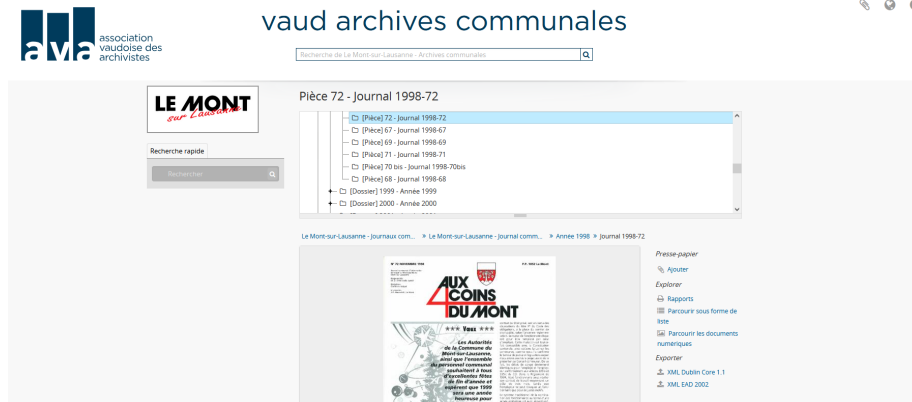 vaud archives communales
ava
association
vaudoise des
archivistes
Recherche de Le Mont-sur-Lausanne - Archives communales
LE MONT
sur Lausanne
Recherche rapide
Rechercher
Pièce 72 - Journal 1998-72
[Pièce] 72 - Journal 1998-72
[Pièce] 67 - Journal 1998-67
[Pièce] 69 - Journal 1998-69
[Pièce] 71 - Journal 1998-71
[Pièce] 70 bis - Journal 1998-70bis
[Pièce] 68 - Journal 1998-68
[Dossier] 1999 - Année 1999
[Dossier] 2000 - Année 2000
Le Mont-sur-Lausanne - Journaux com... » Le Mont-sur-Lausanne - Journal comm... » Année 1998 » Journal 1998-72
N° 72 NOVEMBRE 1998
P.P. 1052 Le Mont
AUX
4 COINS
DU MONT
*** Vœux ***
Les Autorités
de la Commune du
Mont-sur-Lausanne,
ainsi que l'ensemble
du personnel communal
souhaitent à tous
d'excellentes fêtes
de fin d'année et
espèrent que 1999
sera une année
heureuse pour
Presse-papier
Ajouter
Explorer
Rapports
Parcourir sous forme de
liste
Parcourir les documents
numériques
Exporter
XML Dublin Core 1.1
XML EAD 2002